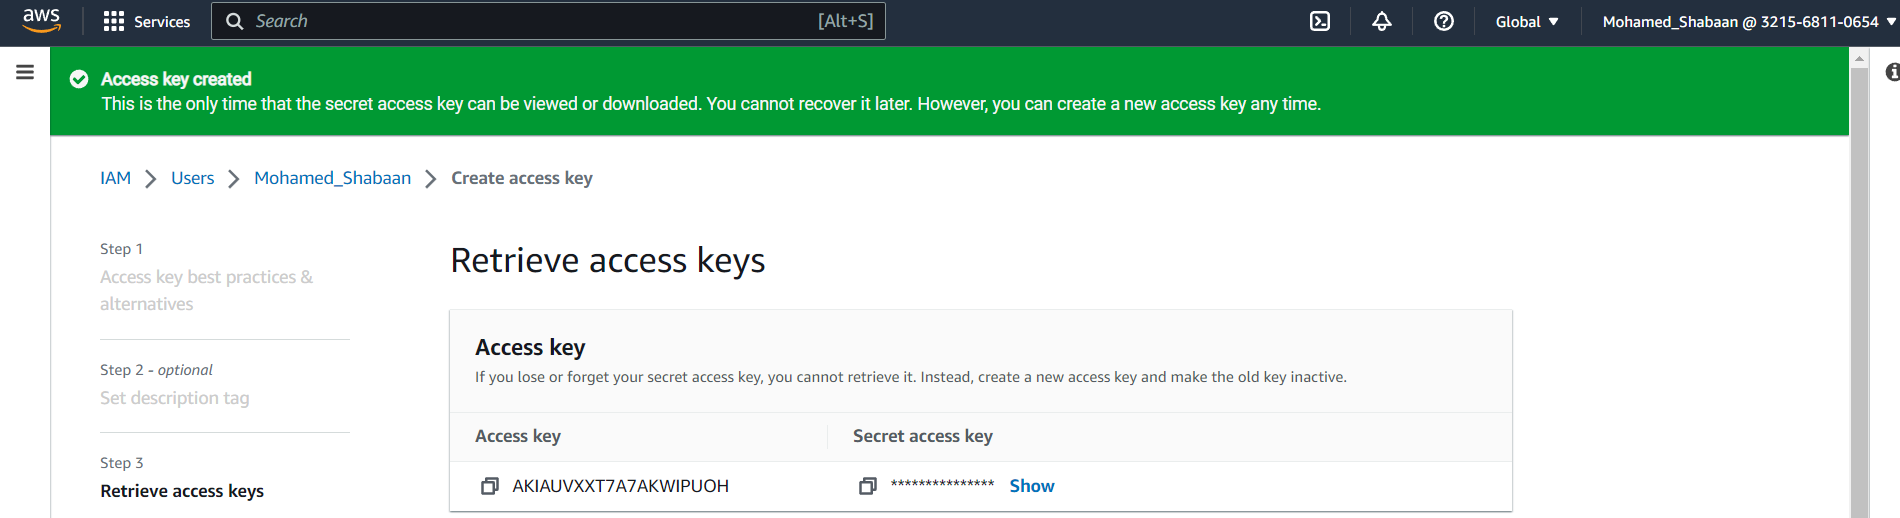 aws
Services
Search
[Alt+S]
Global
Mohamed_Shabaan @ 3215-6811-0654
Access key created
This is the only time that the secret access key can be viewed or downloaded. You cannot recover it later. However, you can create a new access key any time.
IAM
Users
Mohamed_Shabaan
Create access key
Step 1
Access key best practices &
alternatives
Step 2 - optional
Set description tag
Step 3
Retrieve access keys
Retrieve access keys
Access key
If you lose or forget your secret access key, you cannot retrieve it. Instead, create a new access key and make the old key inactive.
Access key
Secret access key
AKIAUVXXT7A7AKWIPUOH
***************
Show